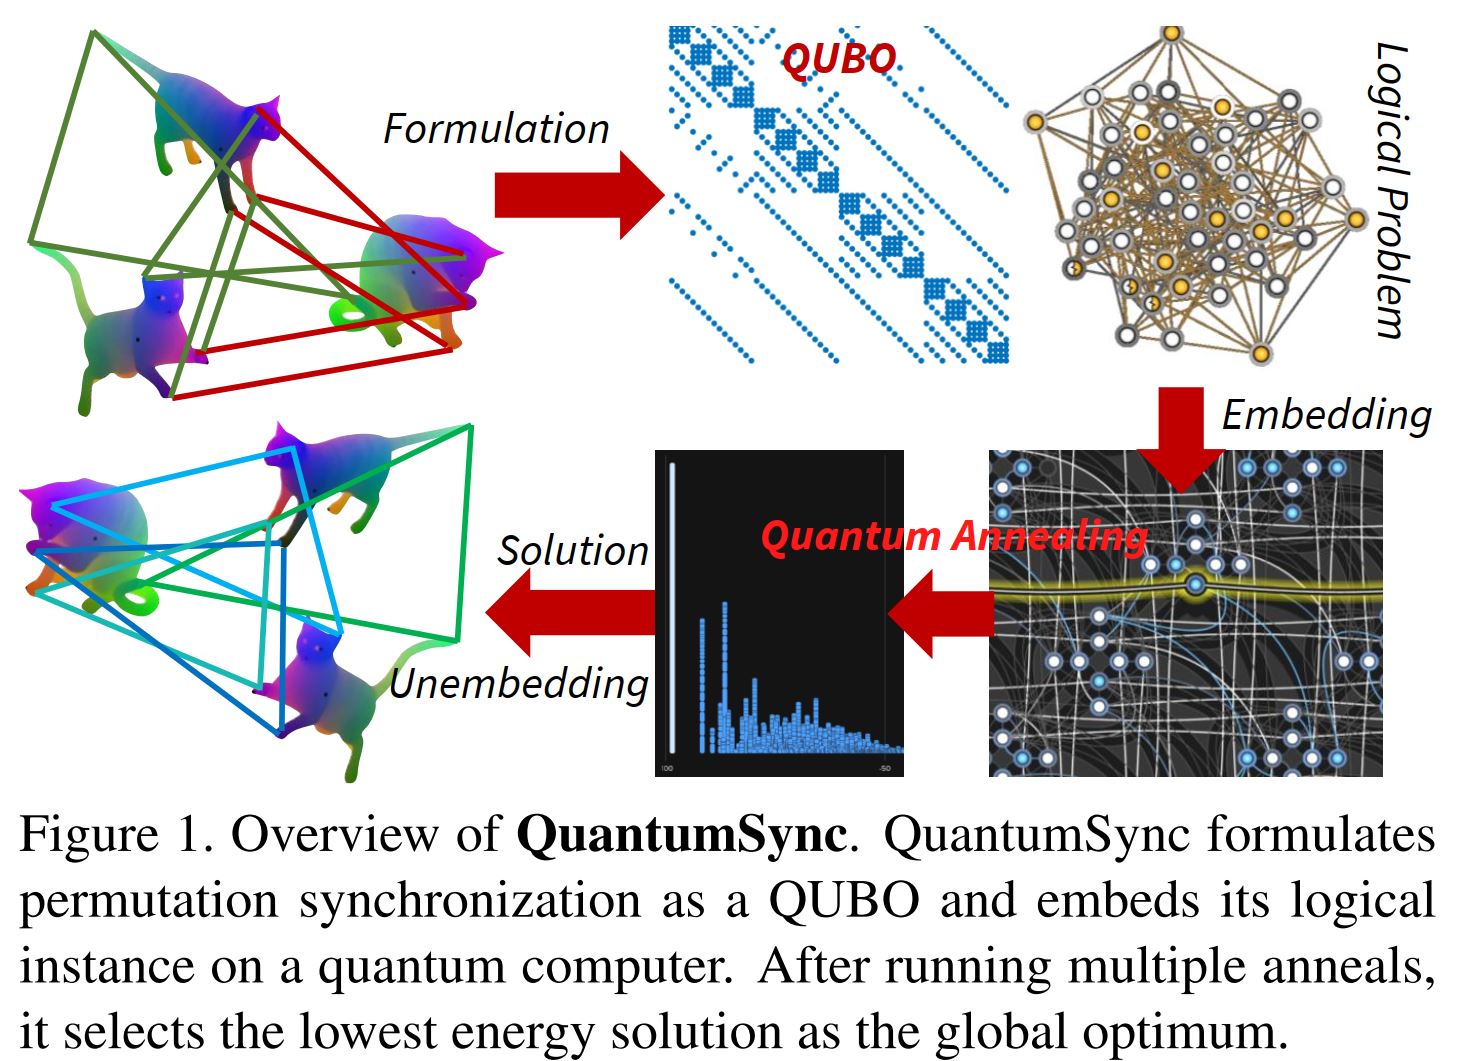 Formulation
QUBO
Logical Problem
Embedding
Quantum Annealing
Solution
Unembedding
-50
Figure 1. Overview of QuantumSync. QuantumSync formulates
permutation synchronization as a QUBO and embeds its logical
instance on a quantum computer. After running multiple anneals,
it selects the lowest energy solution as the global optimum.